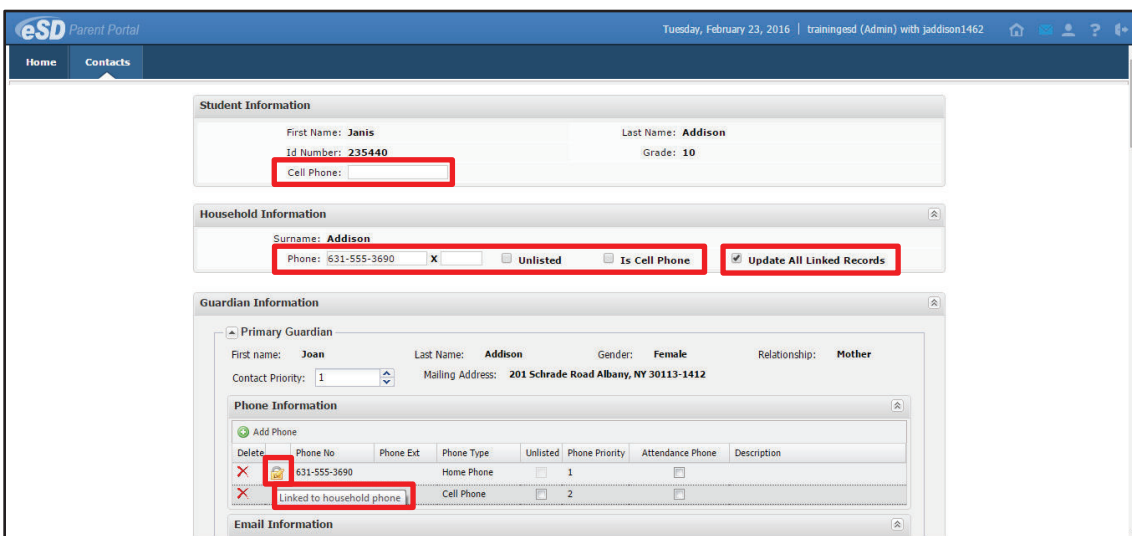 eSD Parent Portal Tuesday, February 23, 2016 | trainingesd (Admin) with jaddison1462 ?
Home Contacts
Student Information
First Name: Janis Last Name: Addison
Id Number: 235440 Grade: 10
Cell Phone:
Household Information
Surname: Addison
Phone: 631-555-3690 X Unlisted Is Cell Phone Update All Linked Records
Guardian Information
Primary Guardian
First name: Joan Last Name: Addison Gender: Female Relationship: Mother
Contact Priority: 1 Mailing Address: 201 Schrade Road Albany, NY 30113-1412
Phone Information
Add Phone
Delete Phone No Phone Ext Phone Type Unlisted Phone Priority Attendance Phone Description
631-555-3690 Home Phone 1
Linked to household phone Cell Phone 2
Email Information